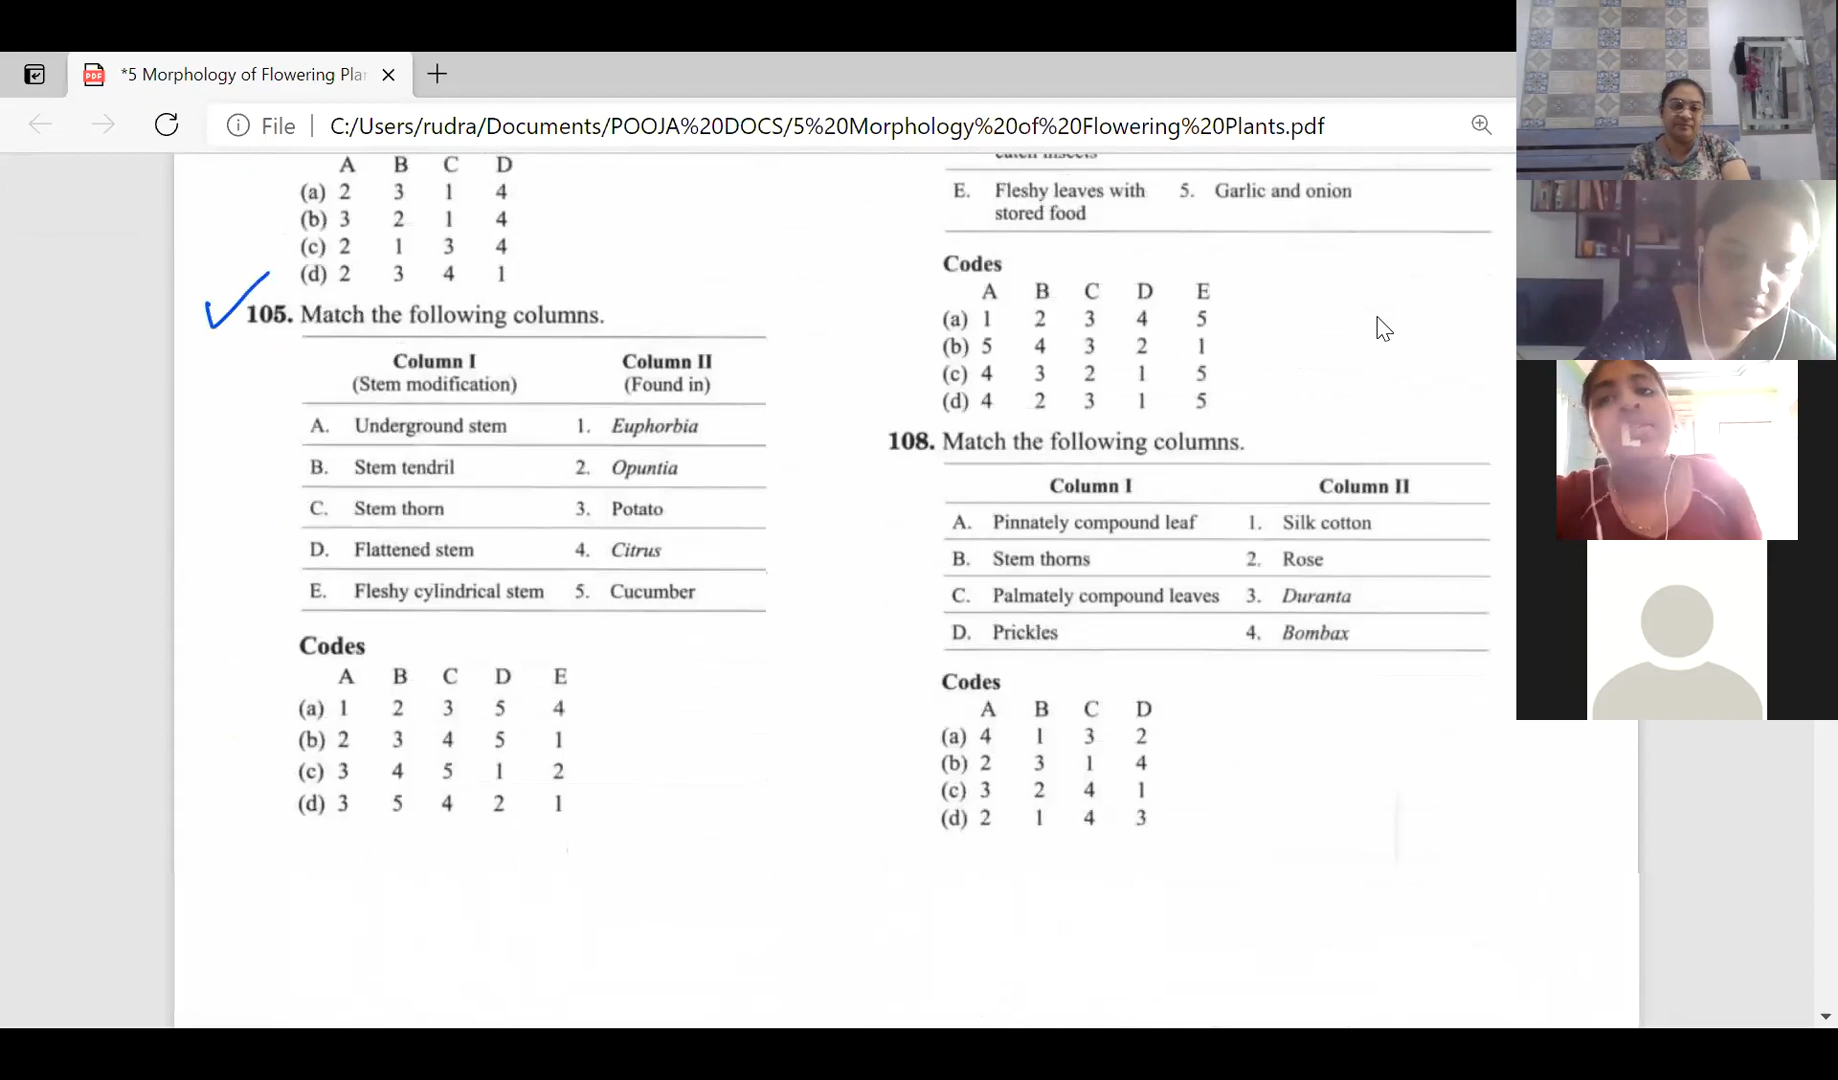 *5 Morphology of Flowering Pla
File C:/Users/rudra/Documents/POOJA%20DOCS/5%20Morphology%20of%20Flowering%20Plants.pdf
A B C D
(a) 2 3 1 4
(b) 3 2 1 4
(c) 2 1 3 4
(d) 2 3 4 1
105. Match the following columns.
Column I Column II
(Stem modification) (Found in)
A. Underground stem 1. Euphorbia
B. Stem tendril 2. Opuntia
C. Stem thorn 3. Potato
D. Flattened stem 4. Citrus
E. Fleshy cylindrical stem 5. Cucumber
Codes
A B C D E
(a) 1 2 3 5 4
(b) 2 3 4 5 1
(c) 3 4 5 1 2
(d) 3 5 4 2 1
catch insects
E. Fleshy leaves with 5. Garlic and onion
stored food
Codes
A B C D E
(a) 1 2 3 4 5
(b) 5 4 3 2 1
(c) 4 3 2 1 5
(d) 4 2 3 1 5
108. Match the following columns.
Column I Column II
A. Pinnately compound leaf 1. Silk cotton
B. Stem thorns 2. Rose
C. Palmately compound leaves 3. Duranta
D. Prickles 4. Bombax
Codes
A B C D
(a) 4 1 3 2
(b) 2 3 1 4
(c) 3 2 4 1
(d) 2 1 4 3